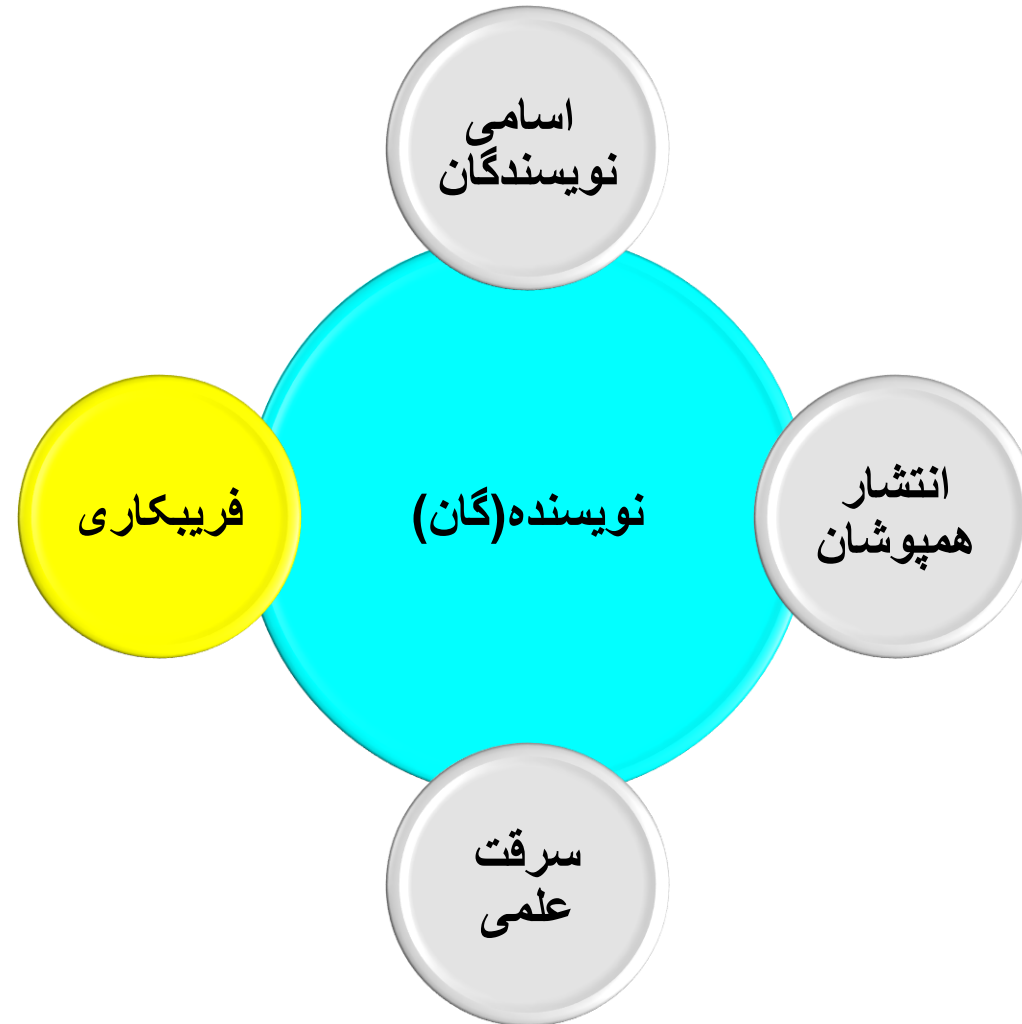 اسامی
نویسندگان
انتشار
همپوشان
نویسنده(گان)
فریبکاری
سرقت
علمی